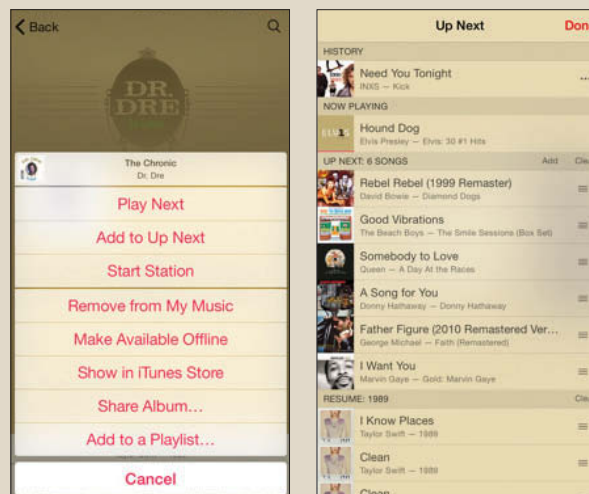 Back
DR.
DRE
The Chronic
Dr. Dre
Play Next
Add to Up Next
Start Station
Remove from My Music
Make Available Offline
Show in iTunes Store
Share Album...
Add to a Playlist...
Cancel
Up Next
Don
HISTORY
Need You Tonight
INXS — Kick
NOW PLAYING
ELV1S
Hound Dog
Elvis Presley — Elvis: 30 #1 Hits
UP NEXT: 6 SONGS Add Clea
Rebel Rebel (1999 Remaster)
David Bowie — Diamond Dogs
Good Vibrations
The Beach Boys — The Smile Sessions (Box Set)
Somebody to Love
Queen — A Day At the Races
A Song for You
Donny Hathaway — Donny Hathaway
Father Figure (2010 Remastered Ver...
George Michael — Faith (Remastered)
I Want You
Marvin Gaye — Gold: Marvin Gaye
RESUME: 1989 Clea
I Know Places
Taylor Swift — 1989
Clean
Taylor Swift — 1989
Clean